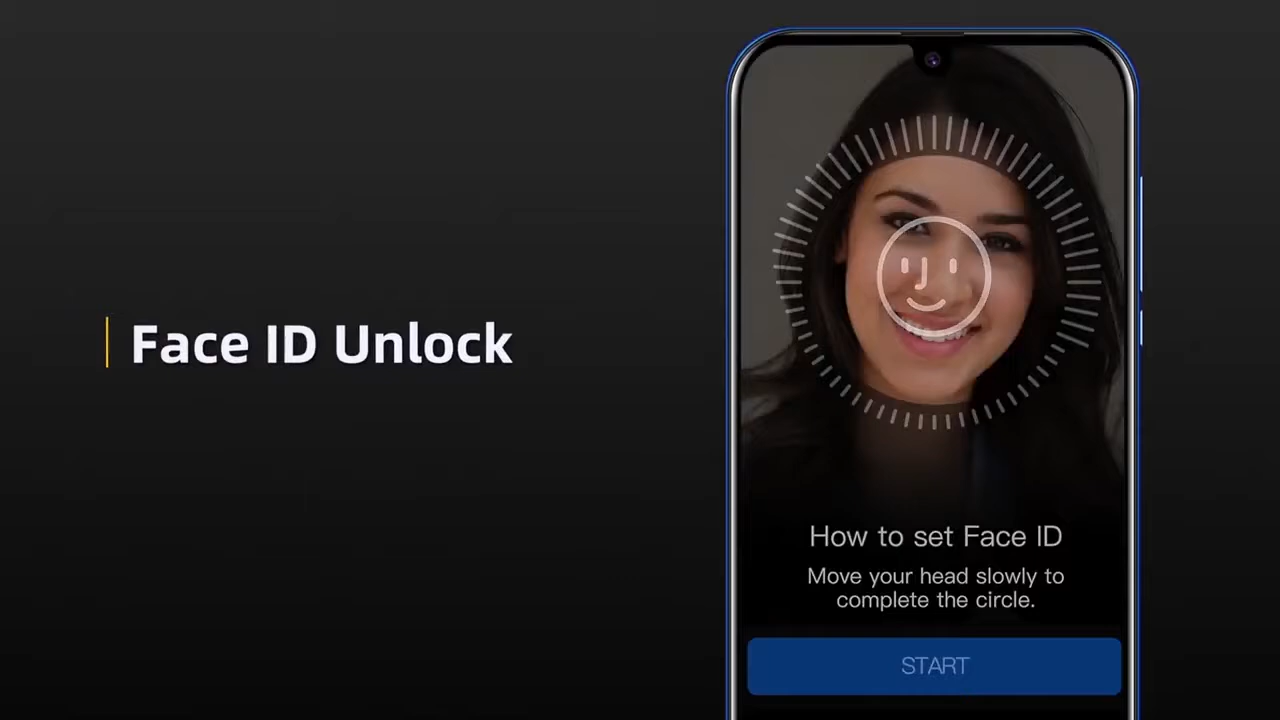 Face ID Unlock
How to set Face ID
Move your head slowly to
complete the circle.
START